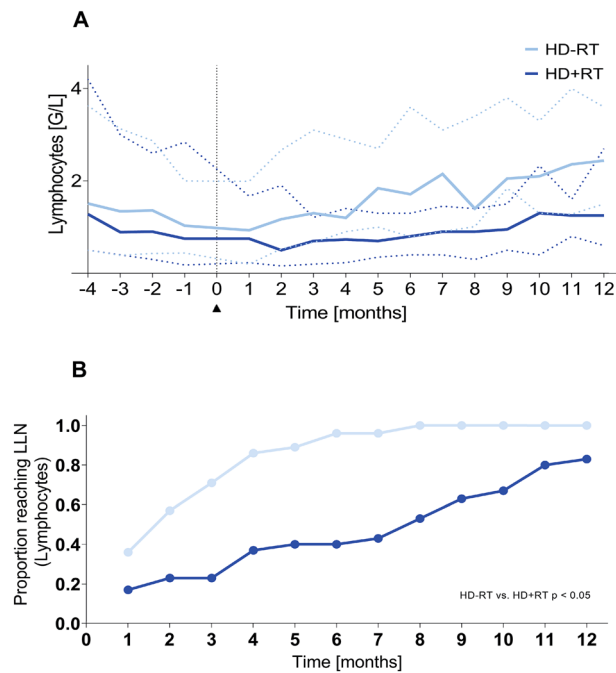 A
HD-RT
HD+RT
Lymphocytes [G/L]
4
2
-4 -3 -2 -1 0 1 2 3 4 5 6 7 8 9 10 11 12
Time [months]
B
Proportion reaching LLN
(Lymphocytes)
1.0
0.8
0.6
0.4
0.2
0.0
HD-RT vs. HD+RT p < 0.05
0 1 2 3 4 5 6 7 8 9 10 11 12
Time [months]